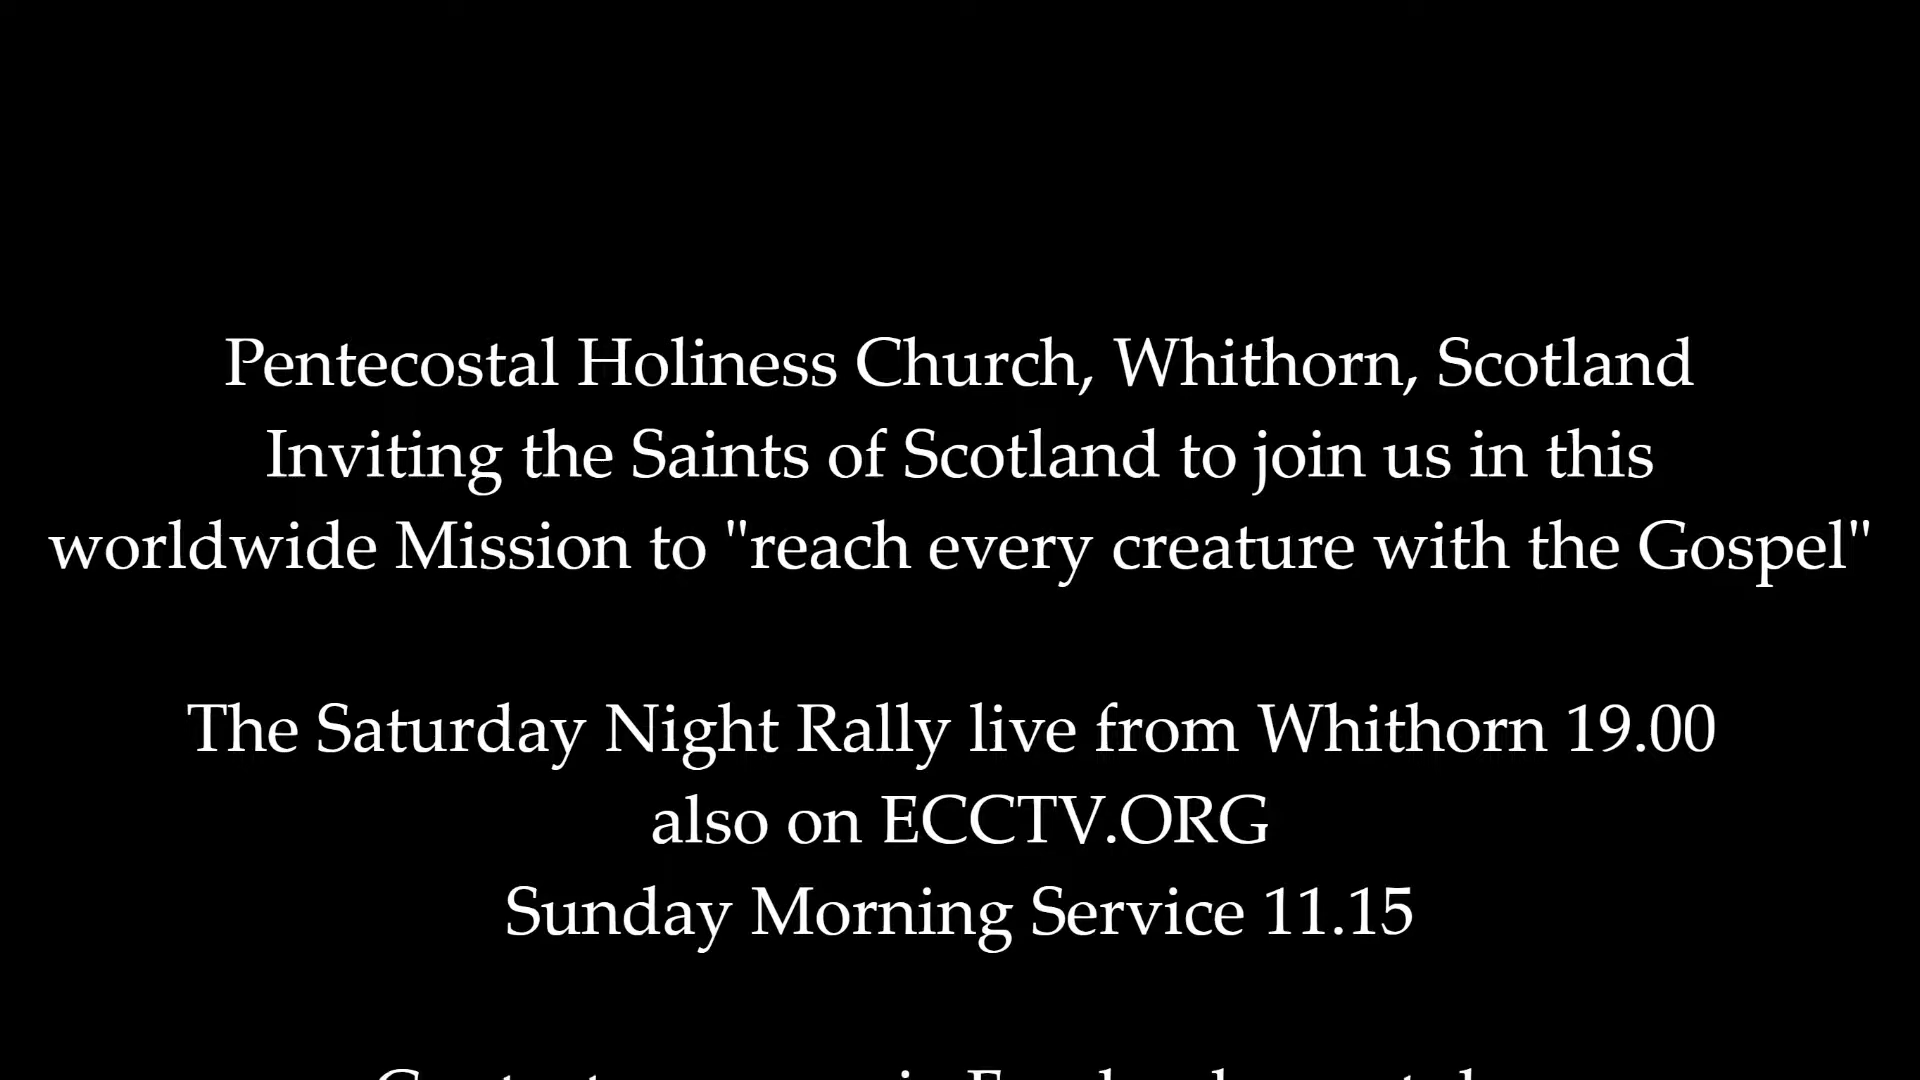 Pentecostal Holiness Church, Whithorn, Scotland
Inviting the Saints of Scotland to join us in this
worldwide Mission to "reach every creature with the Gospel"
The Saturday Night Rally live from Whithorn 19.00
also on ECCTV.ORG
Sunday Morning Service 11.15